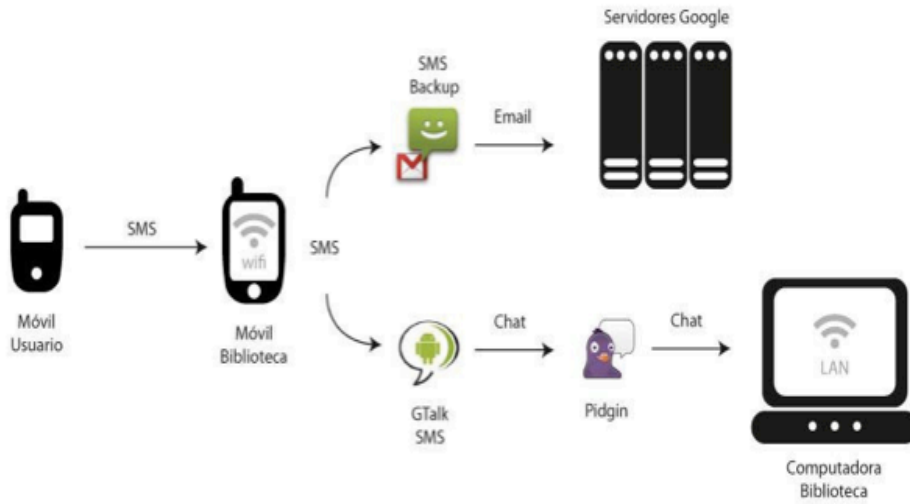 Servidores Google
SMS
Backup
Email
SMS
wifi
SMS
Móvil
Usuario
Móvil
Biblioteca
Chat
Chat
GTalk
SMS
Pidgin
LAN
Computadora
Biblioteca